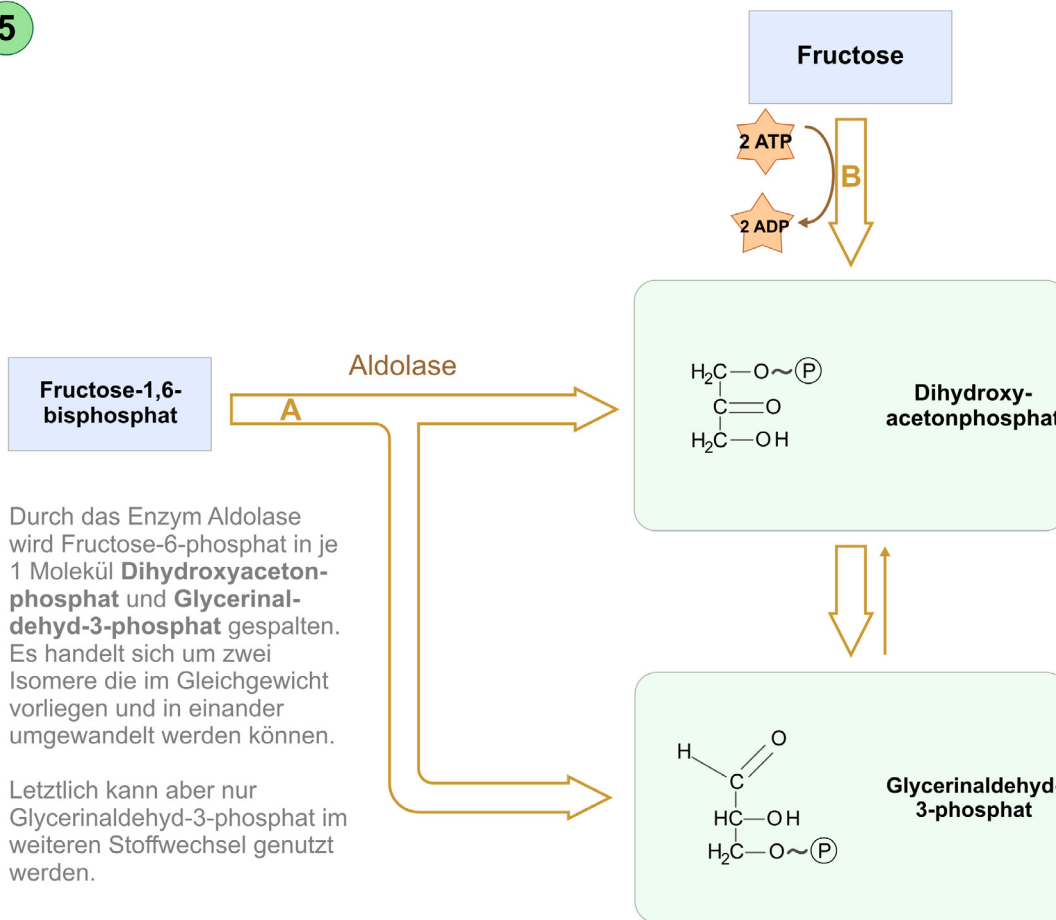 5
Fructose
2 ATP
B
2 ADP
Aldolase
Fructose-1,6-
bisphosphat
A
H₂C—O~P
C=O
H₂C—OH
Dihydroxy-
acetonphosphat
Durch das Enzym Aldolase
wird Fructose-6-phosphat in je
1 Molekül Dihydroxyaceton-
phosphat und Glycerinal-
dehyd-3-phosphat gespalten.
Es handelt sich um zwei
Isomere die im Gleichgewicht
vorliegen und in einander
umgewandelt werden können.
Letztlich kann aber nur
Glycerinaldehyd-3-phosphat im
weiteren Stoffwechsel genutzt
werden.
H O
C
HC—OH
H₂C—O~P
Glycerinaldehyd-
3-phosphat